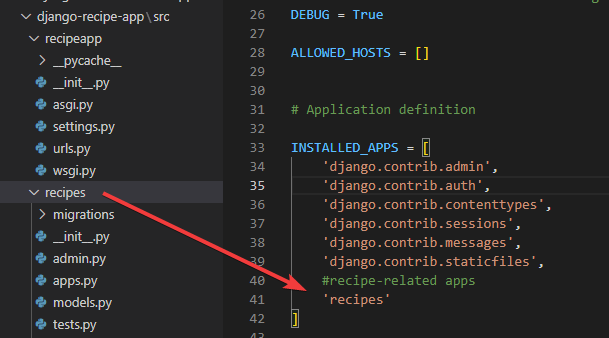 django-recipe-app\src
recipeapp
__pycache__
__init__.py
asgi.py
settings.py
urls.py
wsgi.py
recipes
migrations
__init__.py
admin.py
apps.py
models.py
tests.py
26 DEBUG = True
27
28 ALLOWED_HOSTS = []
29
30
31 # Application definition
32
33 INSTALLED_APPS = [
34 'django.contrib.admin',
35 'django.contrib.auth',
36 'django.contrib.contenttypes',
37 'django.contrib.sessions',
38 'django.contrib.messages',
39 'django.contrib.staticfiles',
40 #recipe-related apps
41 'recipes'
42 ]
43